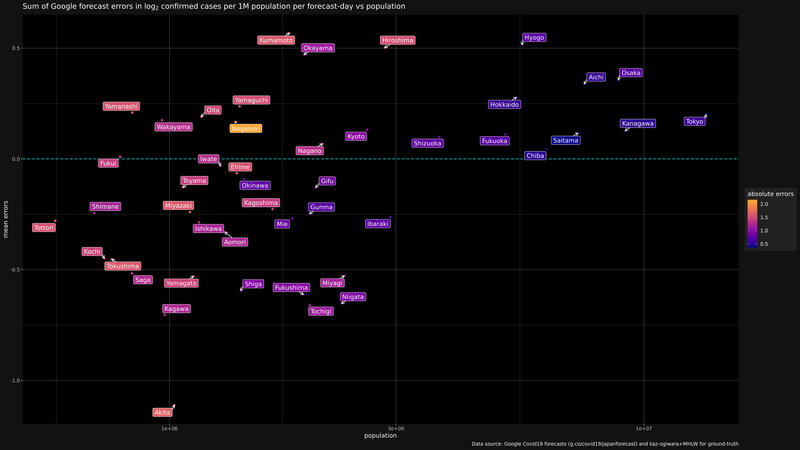 Sum of Google forecast errors in log₂ confirmed cases per 1M population per forecast-day vs population
mean errors
0.5
0.0
-0.5
-1.0
Kumamoto
Okayama
Hiroshima
Hyogo
Osaka
Aichi
Hokkaido
Yamanashi
Oita
Yamaguchi
Wakayama
Nagasaki
Kyoto
Nagano
Shizuoka
Fukuoka
Saitama
Kanagawa
Tokyo
Chiba
Fukui
Iwate
Ehime
Toyama
Okinawa
Gifu
Shimane
Miyazaki
Kagoshima
Gunma
Tottori
Ishikawa
Mie
Ibaraki
Aomori
Kochi
Tokushima
Saga
Yamagata
Shiga
Fukushima
Miyagi
Niigata
Kagawa
Tochigi
Akita
absolute errors
2.0
1.5
1.0
0.5
1e+06
3e+06
1e+07
population
Data source: Google Covid19 forecasts (g.co/covid19/japanforecast) and kaz-ogiwara+MHLW for ground-truth